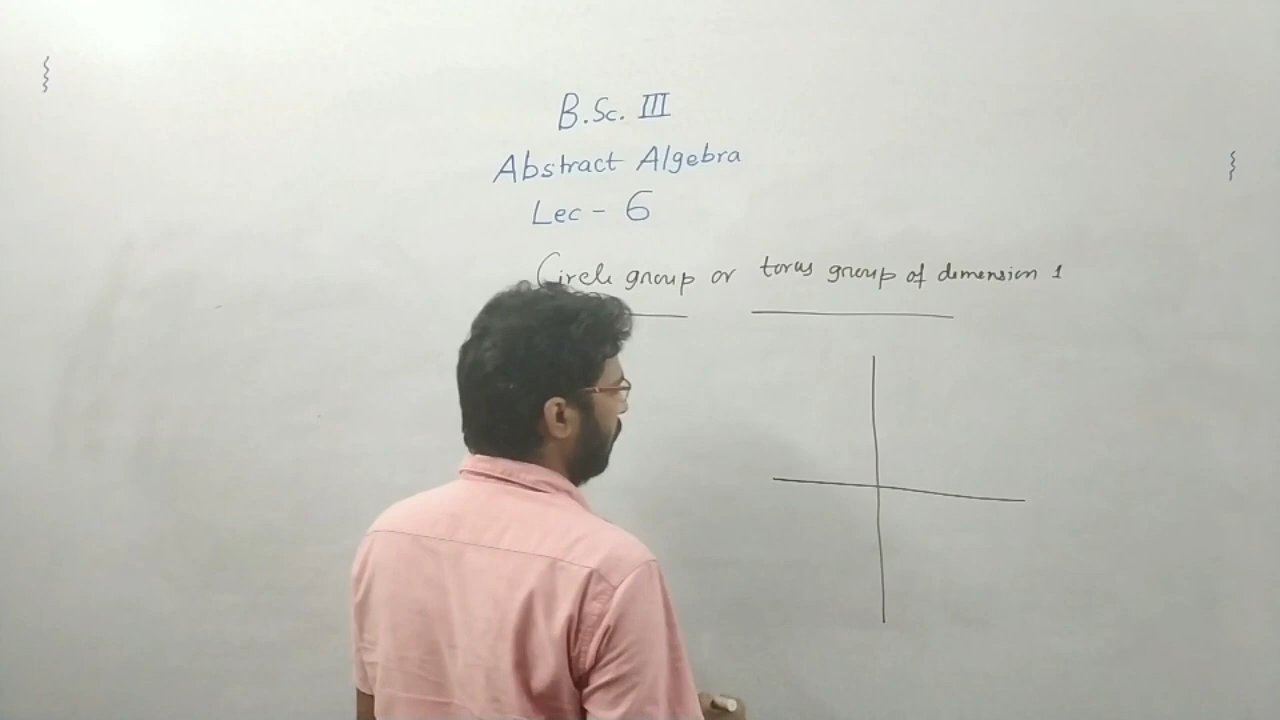 B.Sc. III
Abstract Algebra
Lec - 6
Circle group or torus group of dimension 1